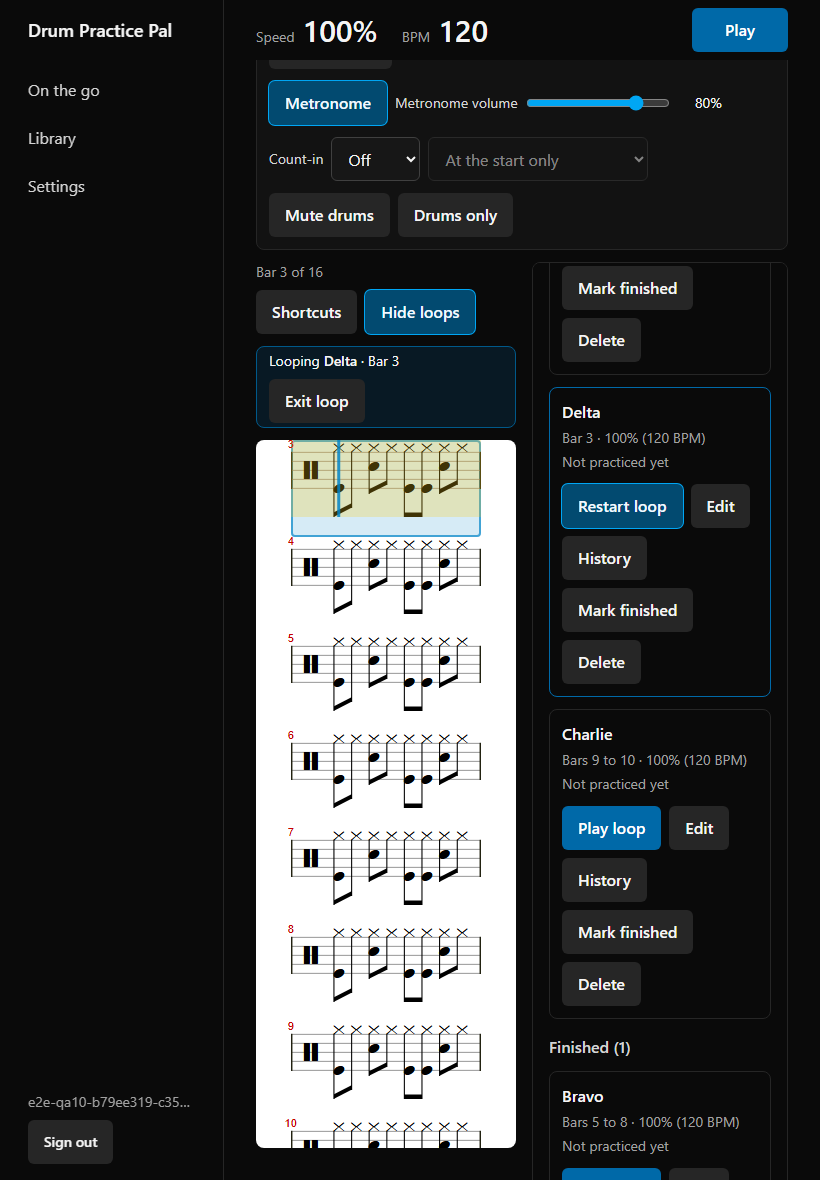 Drum Practice Pal
On the go
Library
Settings
e2e-qa10-b79ee319-c35...
Sign out
Speed 100% BPM 120
Play
Metronome Metronome volume 80%
Count-in Off At the start only
Mute drums Drums only
Bar 3 of 16
Shortcuts Hide loops
Looping Delta · Bar 3
Exit loop
3
4
5
6
7
8
9
10
Mark finished
Delete
Delta
Bar 3 · 100% (120 BPM)
Not practiced yet
Restart loop Edit
History
Mark finished
Delete
Charlie
Bars 9 to 10 · 100% (120 BPM)
Not practiced yet
Play loop Edit
History
Mark finished
Delete
Finished (1)
Bravo
Bars 5 to 8 · 100% (120 BPM)
Not practiced yet